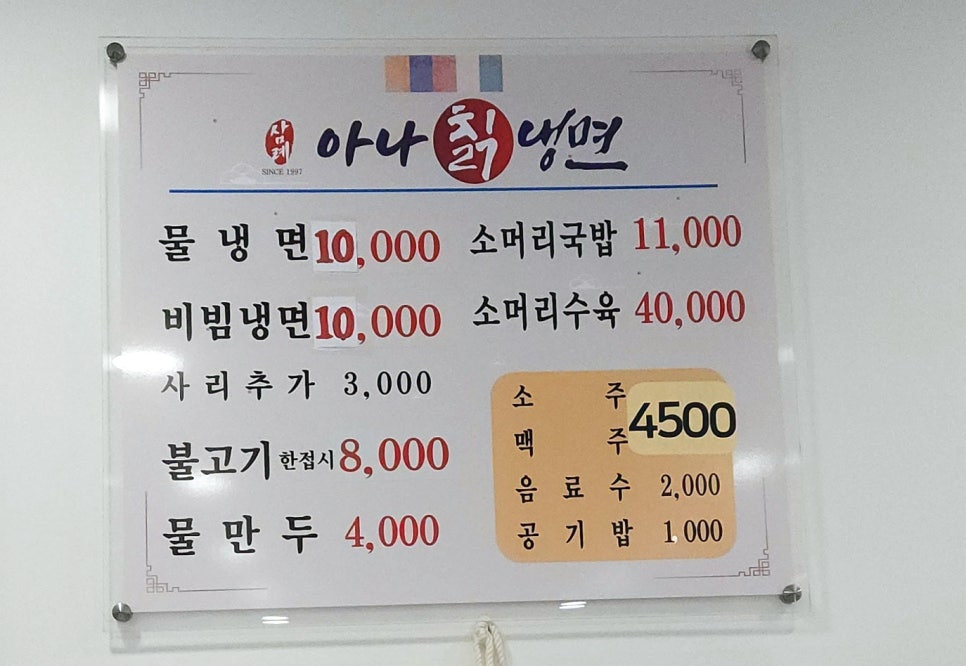 삼례
SINCE 1997
아나칡냉면
물 냉 면 10,000
비빔냉면 10,000
사 리 추 가 3,000
불고기 한접시 8,000
물 만 두 4,000
소머리국밥 11,000
소머리수육 40,000
소 주
맥 주
4500
음 료 수 2,000
공 기 밥 1,000